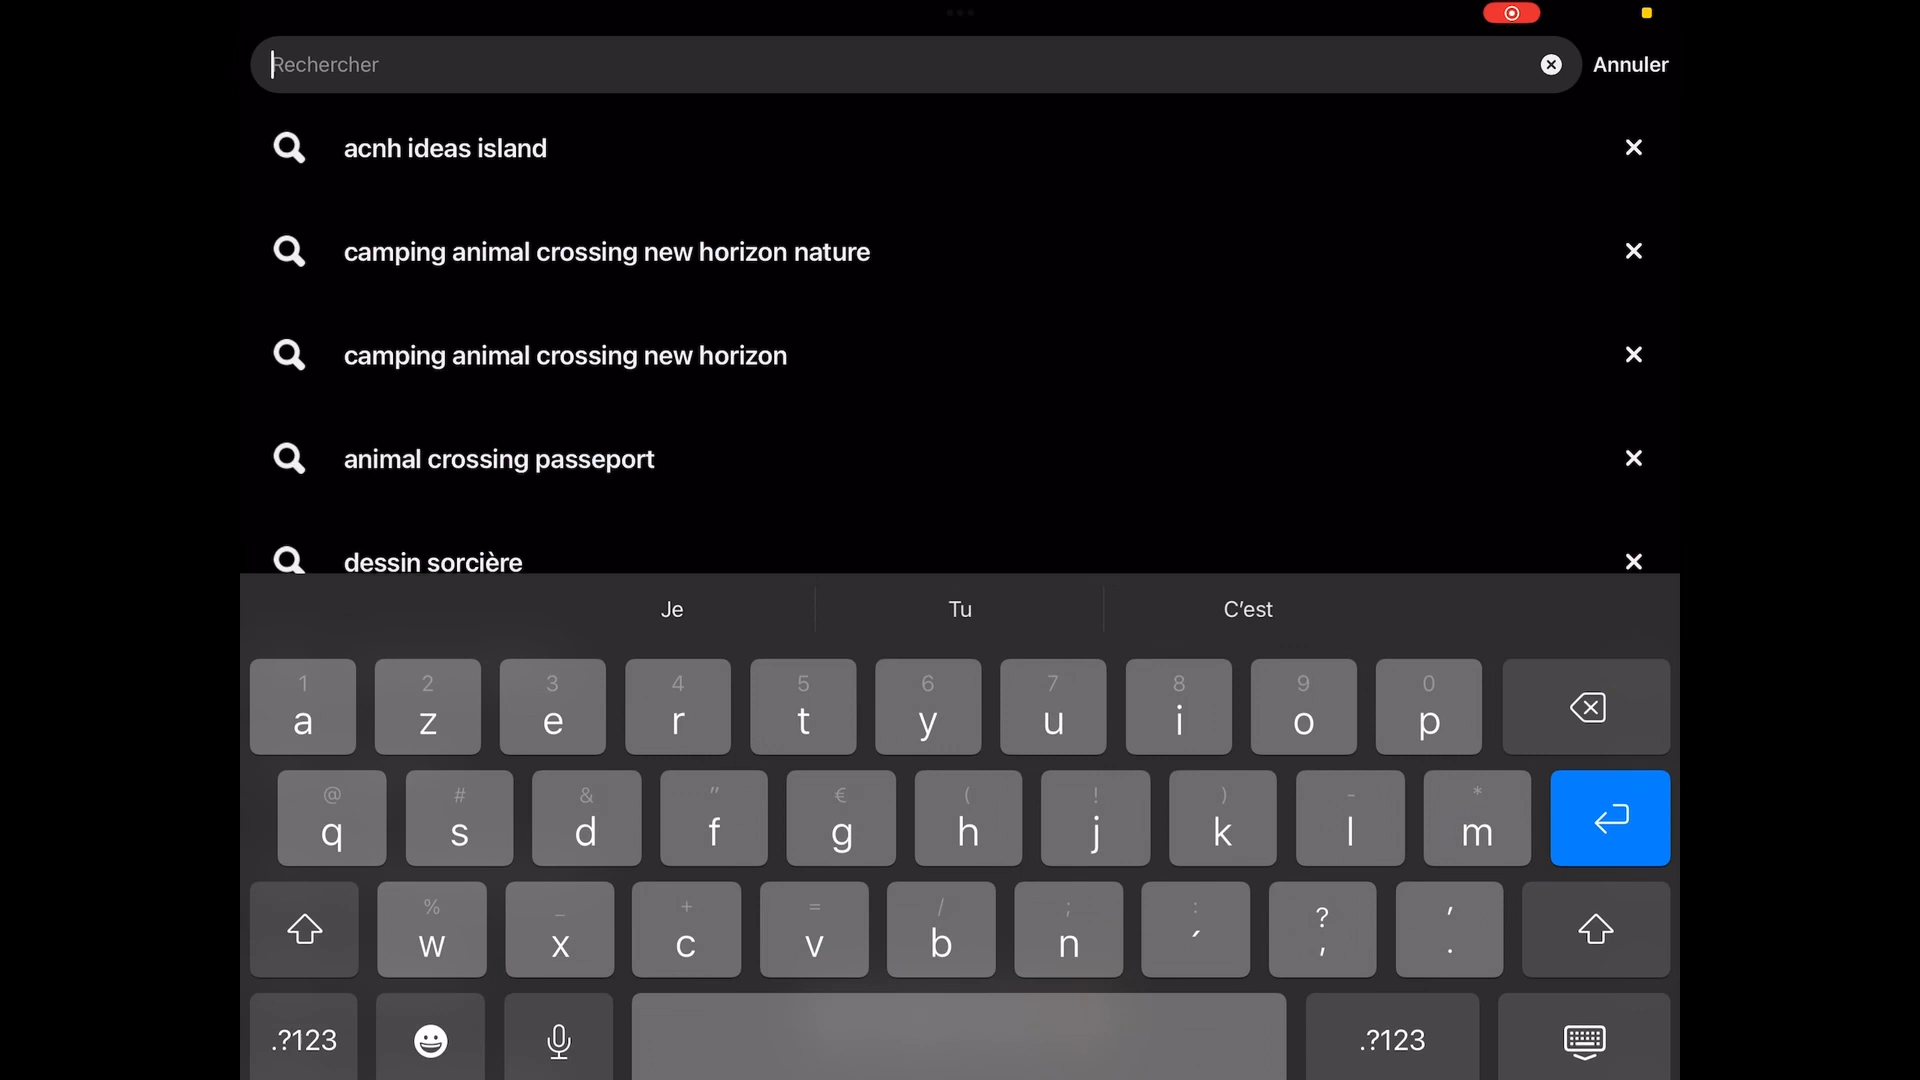 Rechercher
Annuler
acnh ideas island
camping animal crossing new horizon nature
camping animal crossing new horizon
animal crossing passeport
dessin sorcière
Je Tu C’est
1 2 3 4 5 6 7 8 9 0
a z e r t y u i o p
@ # & " € ( ! ) - *
q s d f g h j k l m
% _ + = / ; : ? '
w x c v b n ´ , .
.?123 .?123